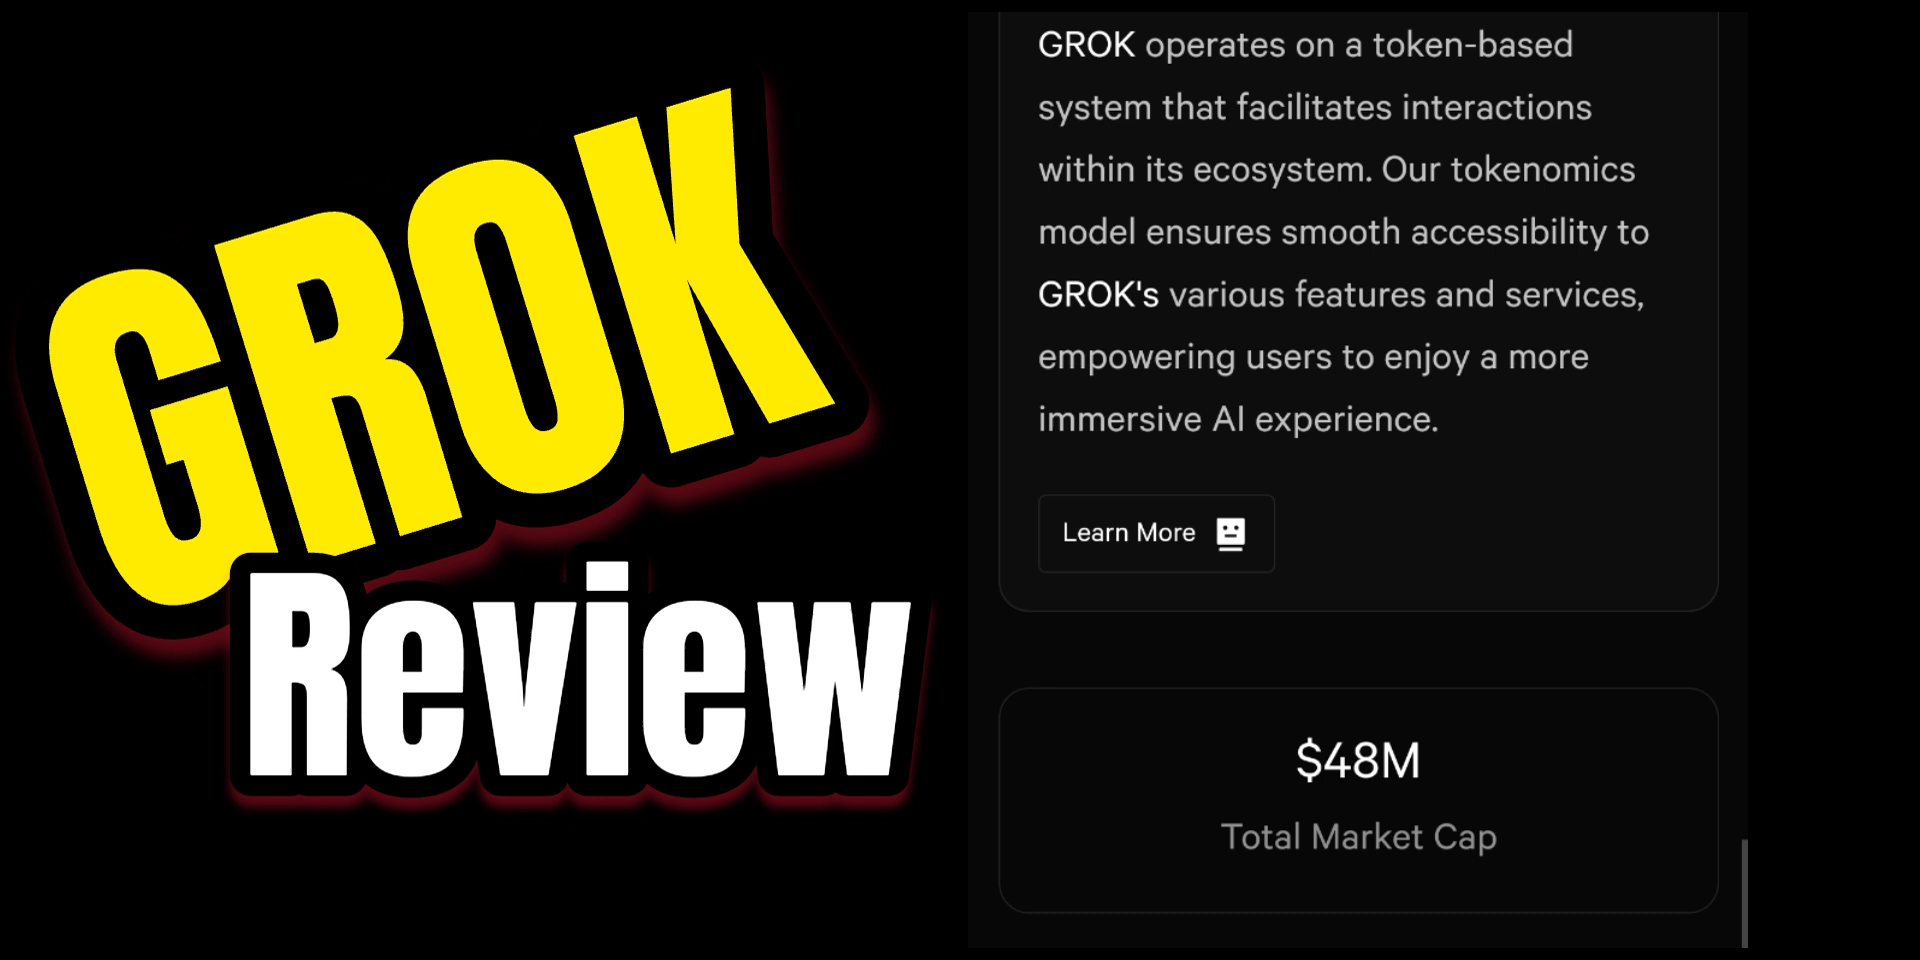 GROK
Review
GROK operates on a token-based
system that facilitates interactions
within its ecosystem. Our tokenomics
model ensures smooth accessibility to
GROK's various features and services,
empowering users to enjoy a more
immersive AI experience.
Learn More
$48M
Total Market Cap